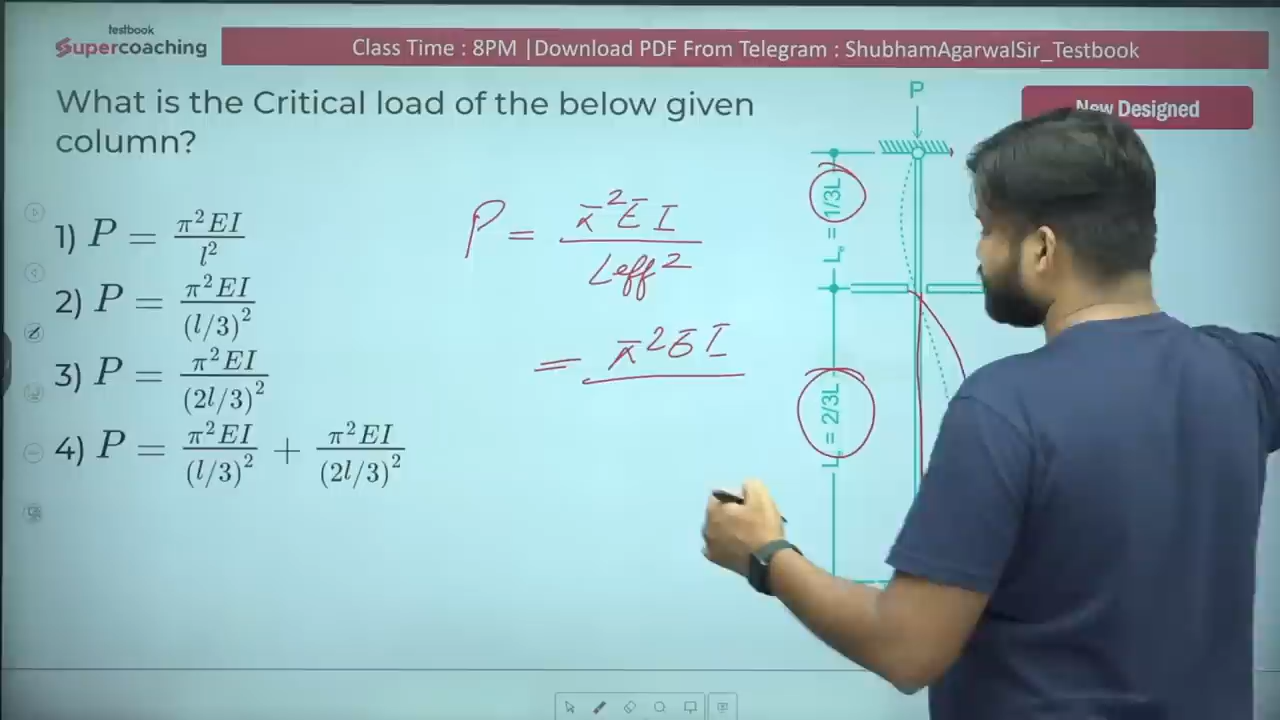 testbook
Supercoaching
Class Time : 8PM |Download PDF From Telegram : ShubhamAgarwalSir_Testbook
What is the Critical load of the below given
column?
New Designed
1) P = π²EI / l²
2) P = π²EI / (l/3)²
3) P = π²EI / (2l/3)²
4) P = π²EI / (l/3)² + π²EI / (2l/3)²
P = π²EI / Leff²
= π²EI
P
= 1/3L
= 2/3L